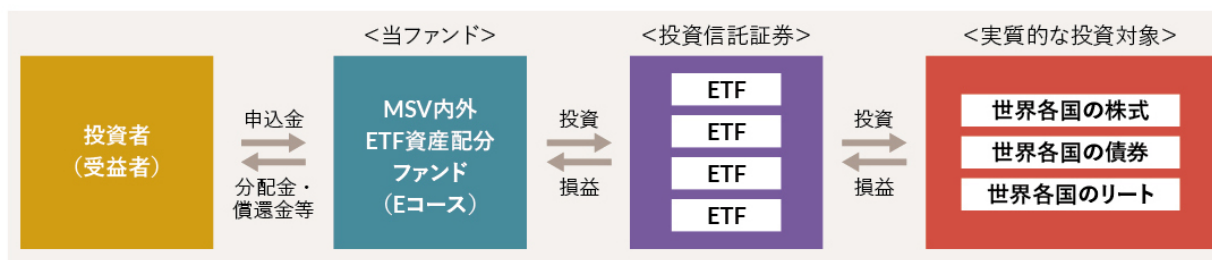 <当ファンド>
<投資信託証券>
<実質的な投資対象>
投資者
（受益者）
申込金
分配金・
償還金等
MSV内外
ETF資産配分
ファンド
（Eコース）
投資
損益
ETF
ETF
ETF
ETF
投資
損益
世界各国の株式
世界各国の債券
世界各国のリート